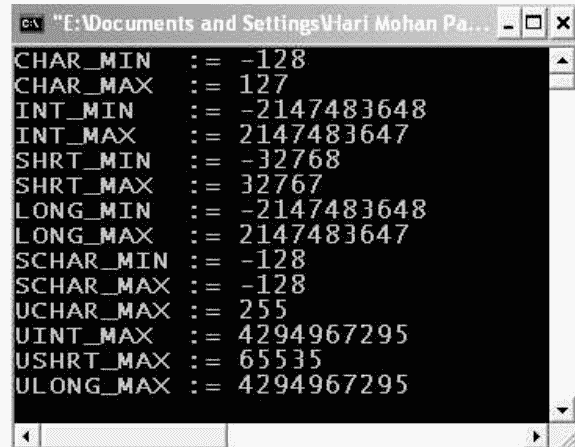 "E:\Documents and Settings\Hari Mohan Pa...
CHAR_MIN := -128
CHAR_MAX := 127
INT_MIN := -2147483648
INT_MAX := 2147483647
SHRT_MIN := -32768
SHRT_MAX := 32767
LONG_MIN := -2147483648
LONG_MAX := 2147483647
SCHAR_MIN := -128
SCHAR_MAX := -128
UCHAR_MAX := 255
UINT_MAX := 4294967295
USHRT_MAX := 65535
ULONG_MAX := 4294967295